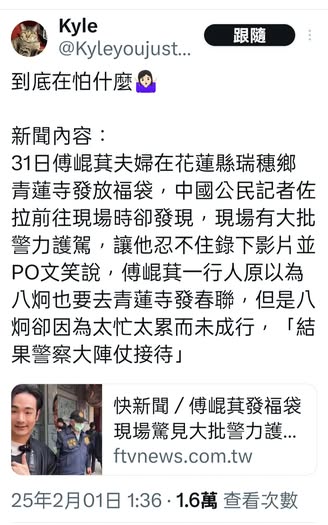 Kyle
@Kyleyoujust...
跟隨
到底在怕什麼🤷🏻‍♀️
新聞內容：
31日傅崐萁夫婦在花蓮縣瑞穗鄉
青蓮寺發放福袋，中國公民記者佐
拉前往現場時卻發現，現場有大批
警力護駕，讓他忍不住錄下影片並
PO文笑說，傅崐萁一行人原以為
八炯也要去青蓮寺發春聯，但是八
炯卻因為太忙太累而未成行，「結
果警察大陣仗接待」
快新聞／傅崐萁發福袋
現場驚見大批警力護...
ftvnews.com.tw
25年2月01日 1:36 · 1.6萬 查看次數